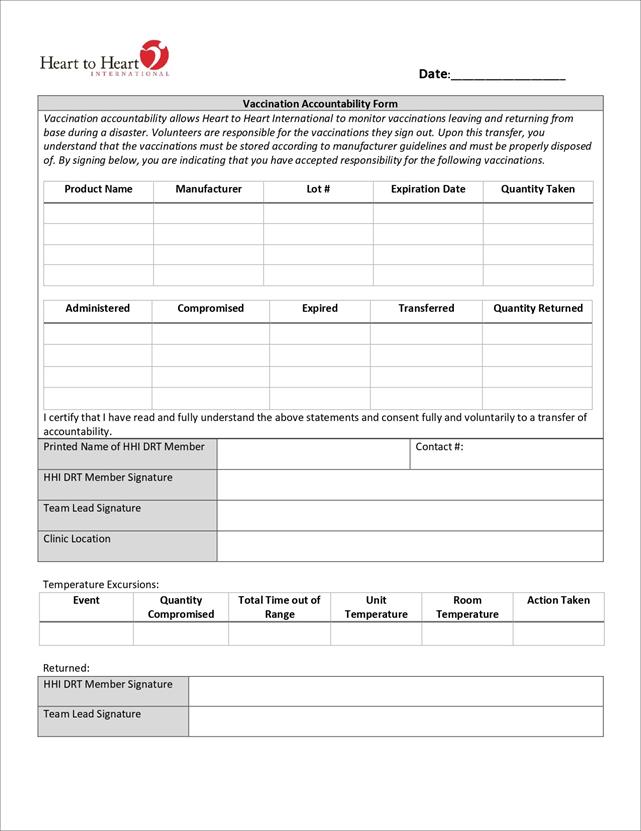 Heart to Heart
INTERNATIONAL
Date:__________________
Vaccination Accountability Form
Vaccination accountability allows Heart to Heart International to monitor vaccinations leaving and returning from
base during a disaster. Volunteers are responsible for the vaccinations they sign out. Upon this transfer, you
understand that the vaccinations must be stored according to manufacturer guidelines and must be properly disposed
of. By signing below, you are indicating that you have accepted responsibility for the following vaccinations.
Product Name Manufacturer Lot # Expiration Date Quantity Taken
Administered Compromised Expired Transferred Quantity Returned
I certify that I have read and fully understand the above statements and consent fully and voluntarily to a transfer of
accountability.
Printed Name of HHI DRT Member Contact #:
HHI DRT Member Signature
Team Lead Signature
Clinic Location
Temperature Excursions:
Event Quantity Total Time out of Unit Room Action Taken
Compromised Range Temperature Temperature
Returned:
HHI DRT Member Signature
Team Lead Signature